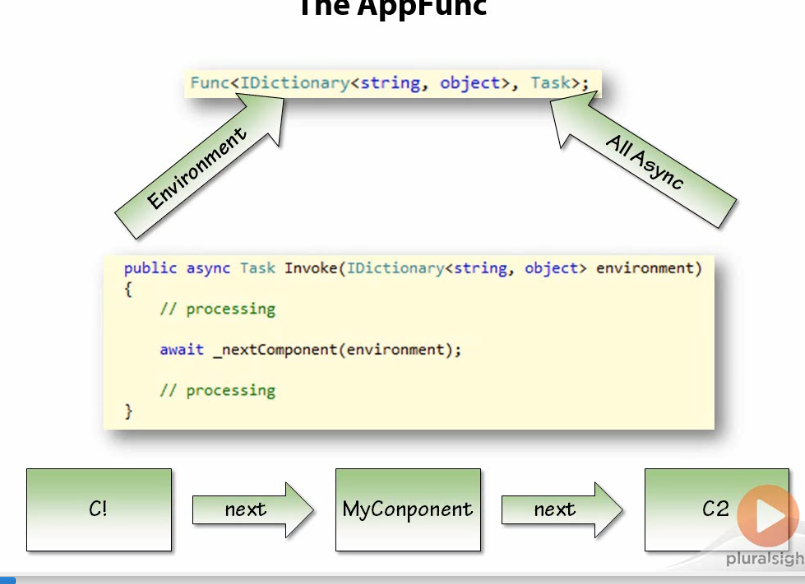 The AppFunc
Func<IDictionary<string, object>, Task>;
Environment
All Async
public async Task Invoke(IDictionary<string, object> environment)
{
// processing
await _nextComponent(environment);
// processing
}
C!
next
MyConponent
next
C2
pluralsigh